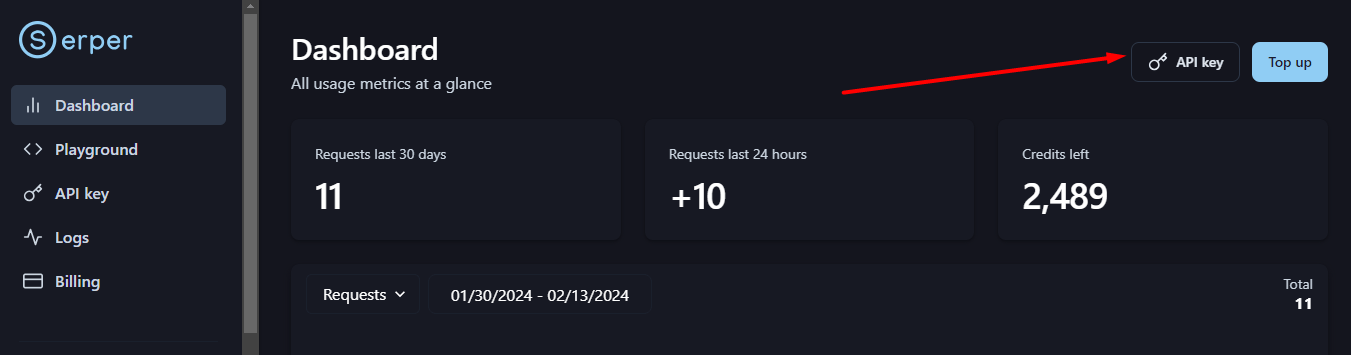 Serper
Dashboard
Playground
API key
Logs
Billing
Dashboard
All usage metrics at a glance
API key
Top up
Requests last 30 days
11
Requests last 24 hours
+10
Credits left
2,489
Requests
01/30/2024 - 02/13/2024
Total
11